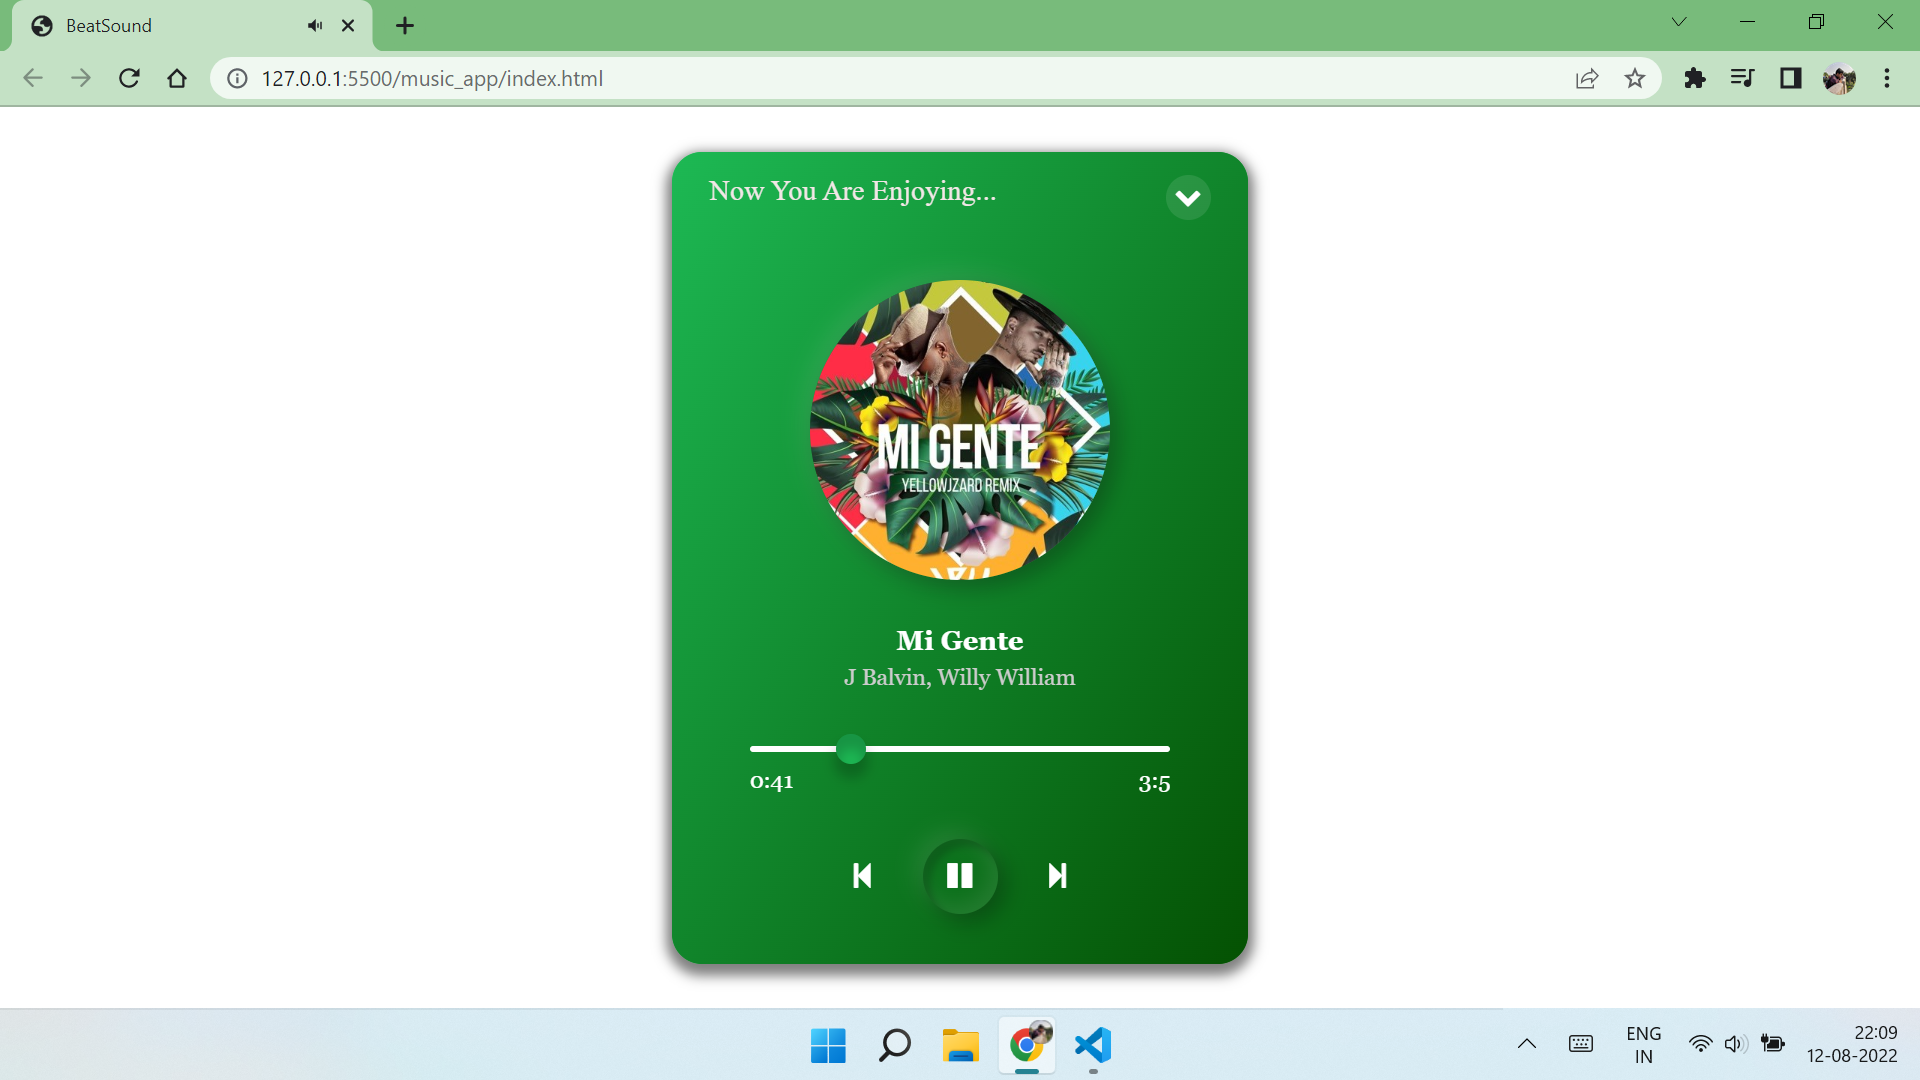 BeatSound
127.0.0.1:5500/music_app/index.html
Now You Are Enjoying...
MI GENTE
YELLOWJZARD REMIX
Mi Gente
J Balvin, Willy William
0:41
3:5
ENG
IN
22:09
12-08-2022